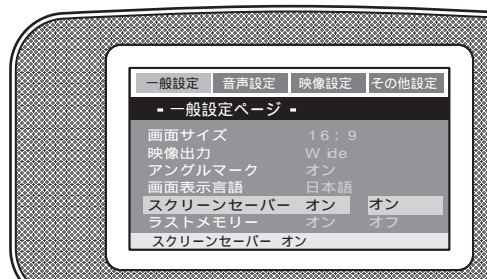 一般設定 音声設定 映像設定 その他設定
- 一般設定ページ -
画面サイズ 16:9
映像出力 Wide
アングルマーク オン
画面表示言語 日本語
スクリーンセーバー オン オン
ラストメモリー オン オフ
スクリーンセーバー オン